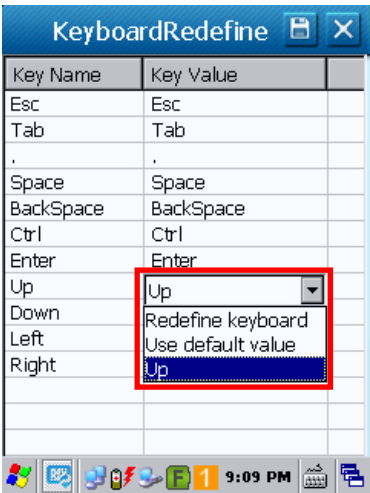 KeyboardRedefine
Key Name Key Value
Esc Esc
Tab Tab
. .
Space Space
BackSpace BackSpace
Ctrl Ctrl
Enter Enter
Up Up
Down Redefine keyboard
Left Use default value
Right Up
F 1 9:09 PM